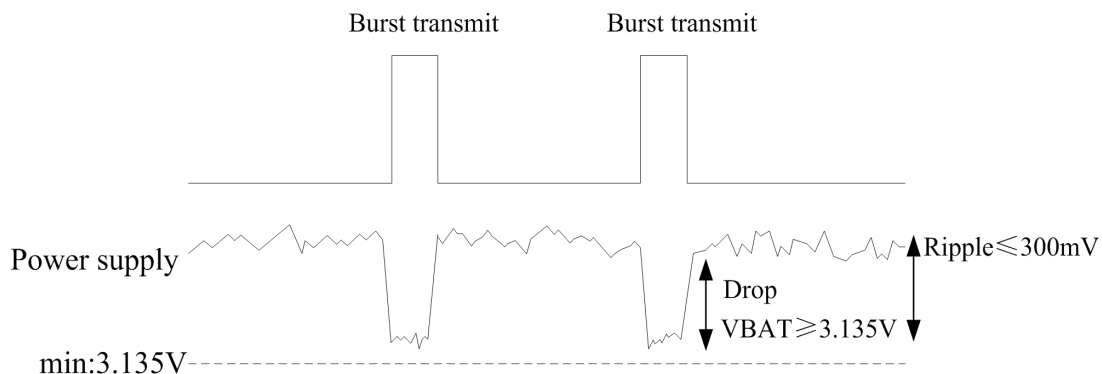 Burst transmit
Burst transmit
Power supply
Ripple≤300mV
Drop
VBAT≥3.135V
min:3.135V